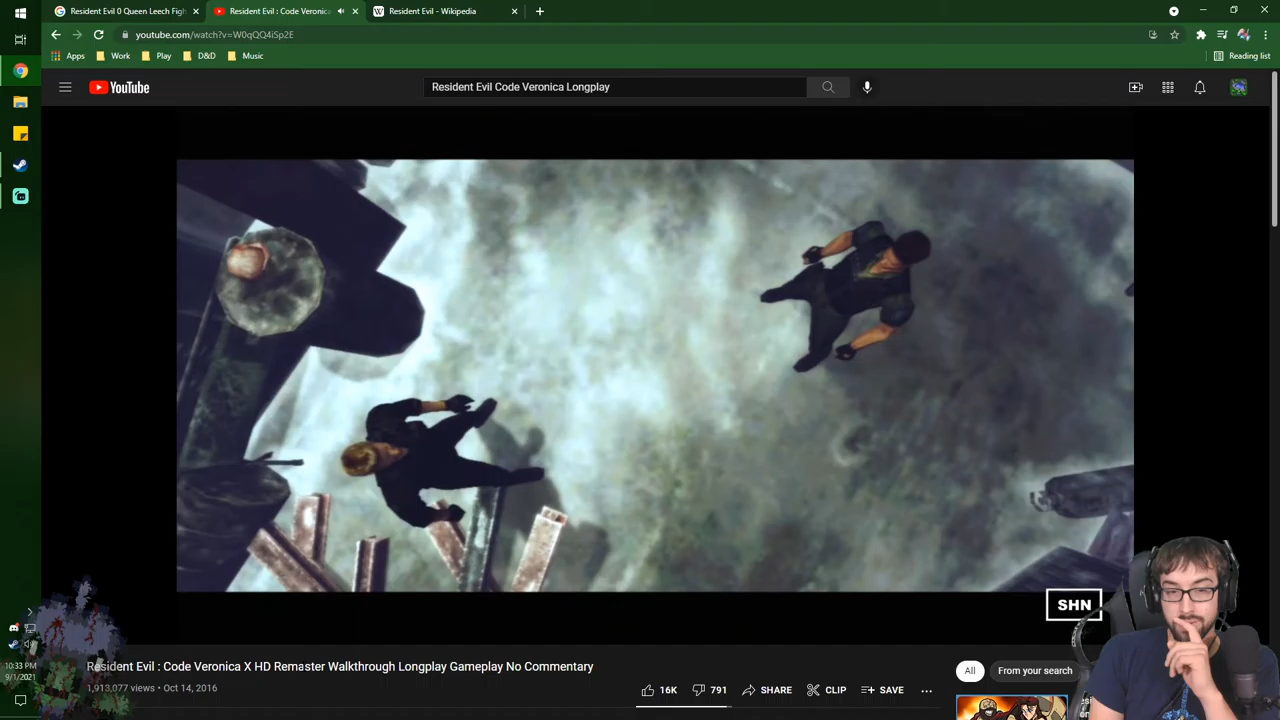 Resident Evil 0 Queen Leech Figh
Resident Evil : Code Veronica
Resident Evil - Wikipedia
youtube.com/watch?v=W0qQQ4iSp2E
Apps Work Play D&D Music Reading list
YouTube
Resident Evil Code Veronica Longplay
SHN
Resident Evil : Code Veronica X HD Remaster Walkthrough Longplay Gameplay No Commentary
1,913,077 views • Oct 14, 2016
16K 791 SHARE CLIP SAVE
All From your search
10:33 PM
9/1/2021